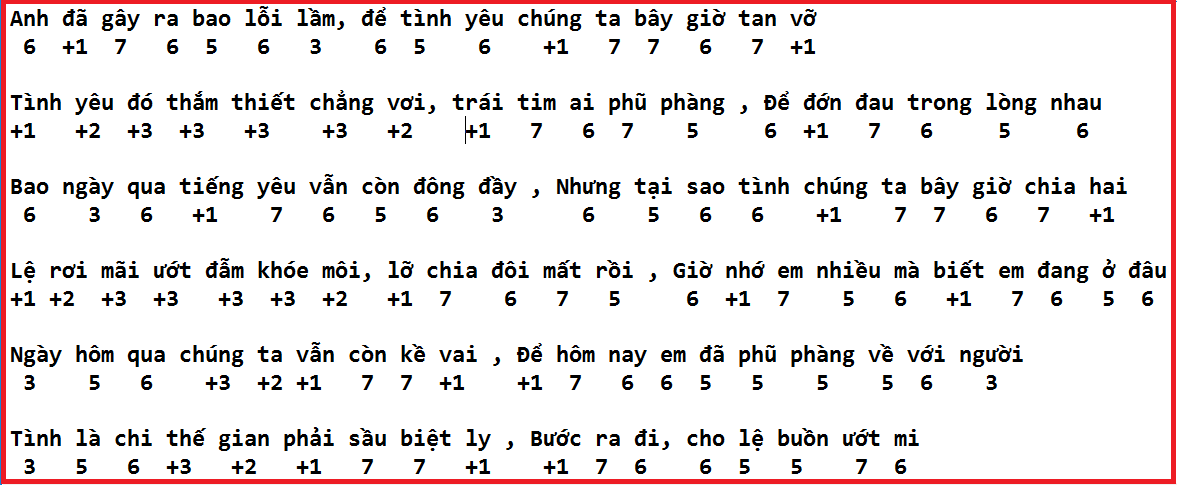 Anh đã gây ra bao lỗi lầm, để tình yêu chúng ta bây giờ tan vỡ
6 +1 7 6 5 6 3 6 5 6 +1 7 7 6 7 +1
Tình yêu đó thắm thiết chẳng vơi, trái tim ai phũ phàng , Để đớn đau trong lòng nhau
+1 +2 +3 +3 +3 +3 +2 +1 7 6 7 5 6 +1 7 6 5 6
Bao ngày qua tiếng yêu vẫn còn đông đầy , Nhưng tại sao tình chúng ta bây giờ chia hai
6 3 6 +1 7 6 5 6 3 6 5 6 6 +1 7 7 6 7 +1
Lệ rơi mãi ướt đẫm khóe môi, lỡ chia đôi mất rồi , Giờ nhớ em nhiều mà biết em đang ở đâu
+1 +2 +3 +3 +3 +3 +2 +1 7 6 7 5 6 +1 7 5 6 +1 7 6 5 6
Ngày hôm qua chúng ta vẫn còn kề vai , Để hôm nay em đã phũ phàng về với người
3 5 6 +3 +2 +1 7 7 +1 +1 7 6 6 5 5 5 5 6 3
Tình là chi thế gian phải sầu biệt ly , Bước ra đi, cho lệ buồn ướt mi
3 5 6 +3 +2 +1 7 7 +1 +1 7 6 6 5 5 7 6